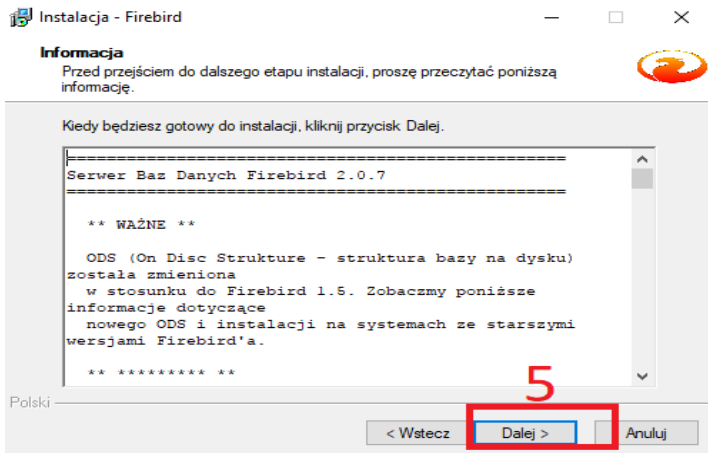 Instalacja - Firebird
Informacja
Przed przejściem do dalszego etapu instalacji, proszę przeczytać poniższą
informację.
Kiedy będziesz gotowy do instalacji, kliknij przycisk Dalej.
====================================================
Serwer Baz Danych Firebird 2.0.7
====================================================
** WAŻNE **
ODS (On Disc Strukture - struktura bazy na dysku)
została zmieniona
w stosunku do Firebird 1.5. Zobaczmy poniższe
informacje dotyczące
nowego ODS i instalacji na systemach ze starszymi
wersjami Firebird'a.
** ********* **
5
Polski
< Wstecz
Dalej >
Anuluj